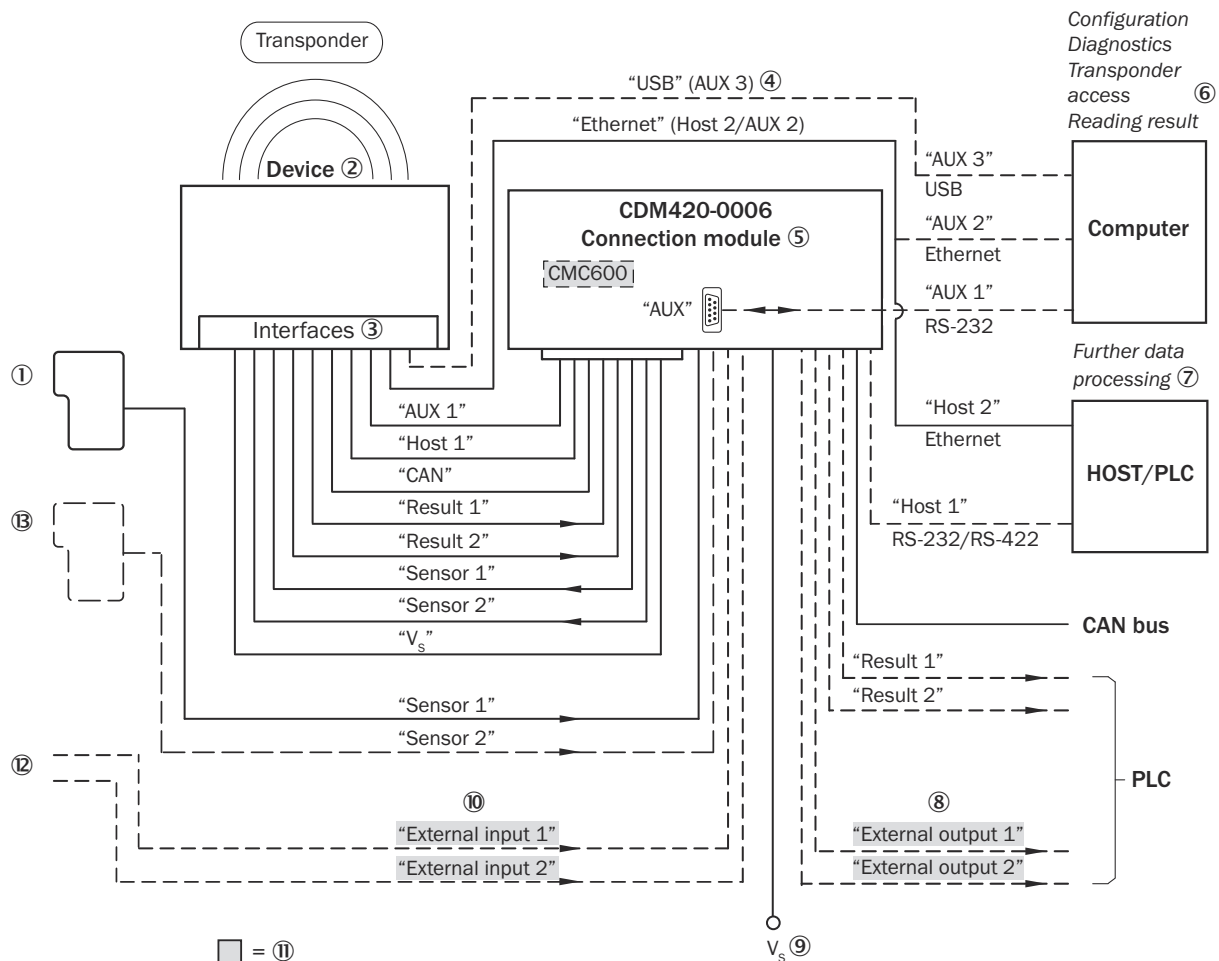 Transponder
Configuration
Diagnostics
Transponder
access ⑥
Reading result
“USB” (AUX 3) ④
“Ethernet” (Host 2/AUX 2)
Device ②
Interfaces ③
CDM420-0006
Connection module ⑤
CMC600
“AUX”
“AUX 3”
USB
“AUX 2”
Ethernet
“AUX 1”
RS-232
Computer
Further data
processing ⑦
“Host 2”
Ethernet
HOST/PLC
“Host 1”
RS-232/RS-422
①
⑬
“AUX 1”
“Host 1”
“CAN”
“Result 1”
“Result 2”
“Sensor 1”
“Sensor 2”
“Vs”
CAN bus
“Result 1”
“Result 2”
PLC
“Sensor 1”
“Sensor 2”
⑫
⑩
“External input 1”
“External input 2”
⑧
“External output 1”
“External output 2”
Vs ⑨
= ⑪